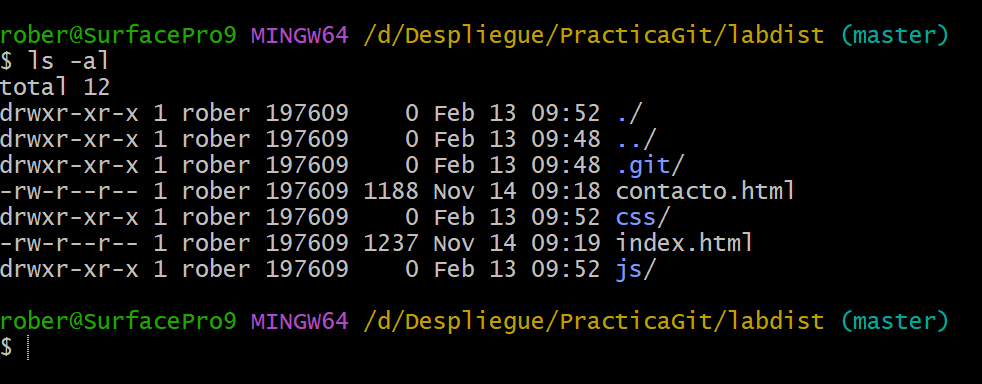 rober@SurfacePro9 MINGW64 /d/Despliegue/PracticaGit/labdist (master)
$ ls -al
total 12
drwxr-xr-x 1 rober 197609    0 Feb 13 09:52 ./
drwxr-xr-x 1 rober 197609    0 Feb 13 09:48 ../
drwxr-xr-x 1 rober 197609    0 Feb 13 09:48 .git/
-rw-r--r-- 1 rober 197609 1188 Nov 14 09:18 contacto.html
drwxr-xr-x 1 rober 197609    0 Feb 13 09:52 css/
-rw-r--r-- 1 rober 197609 1237 Nov 14 09:19 index.html
drwxr-xr-x 1 rober 197609    0 Feb 13 09:52 js/
rober@SurfacePro9 MINGW64 /d/Despliegue/PracticaGit/labdist (master)
$